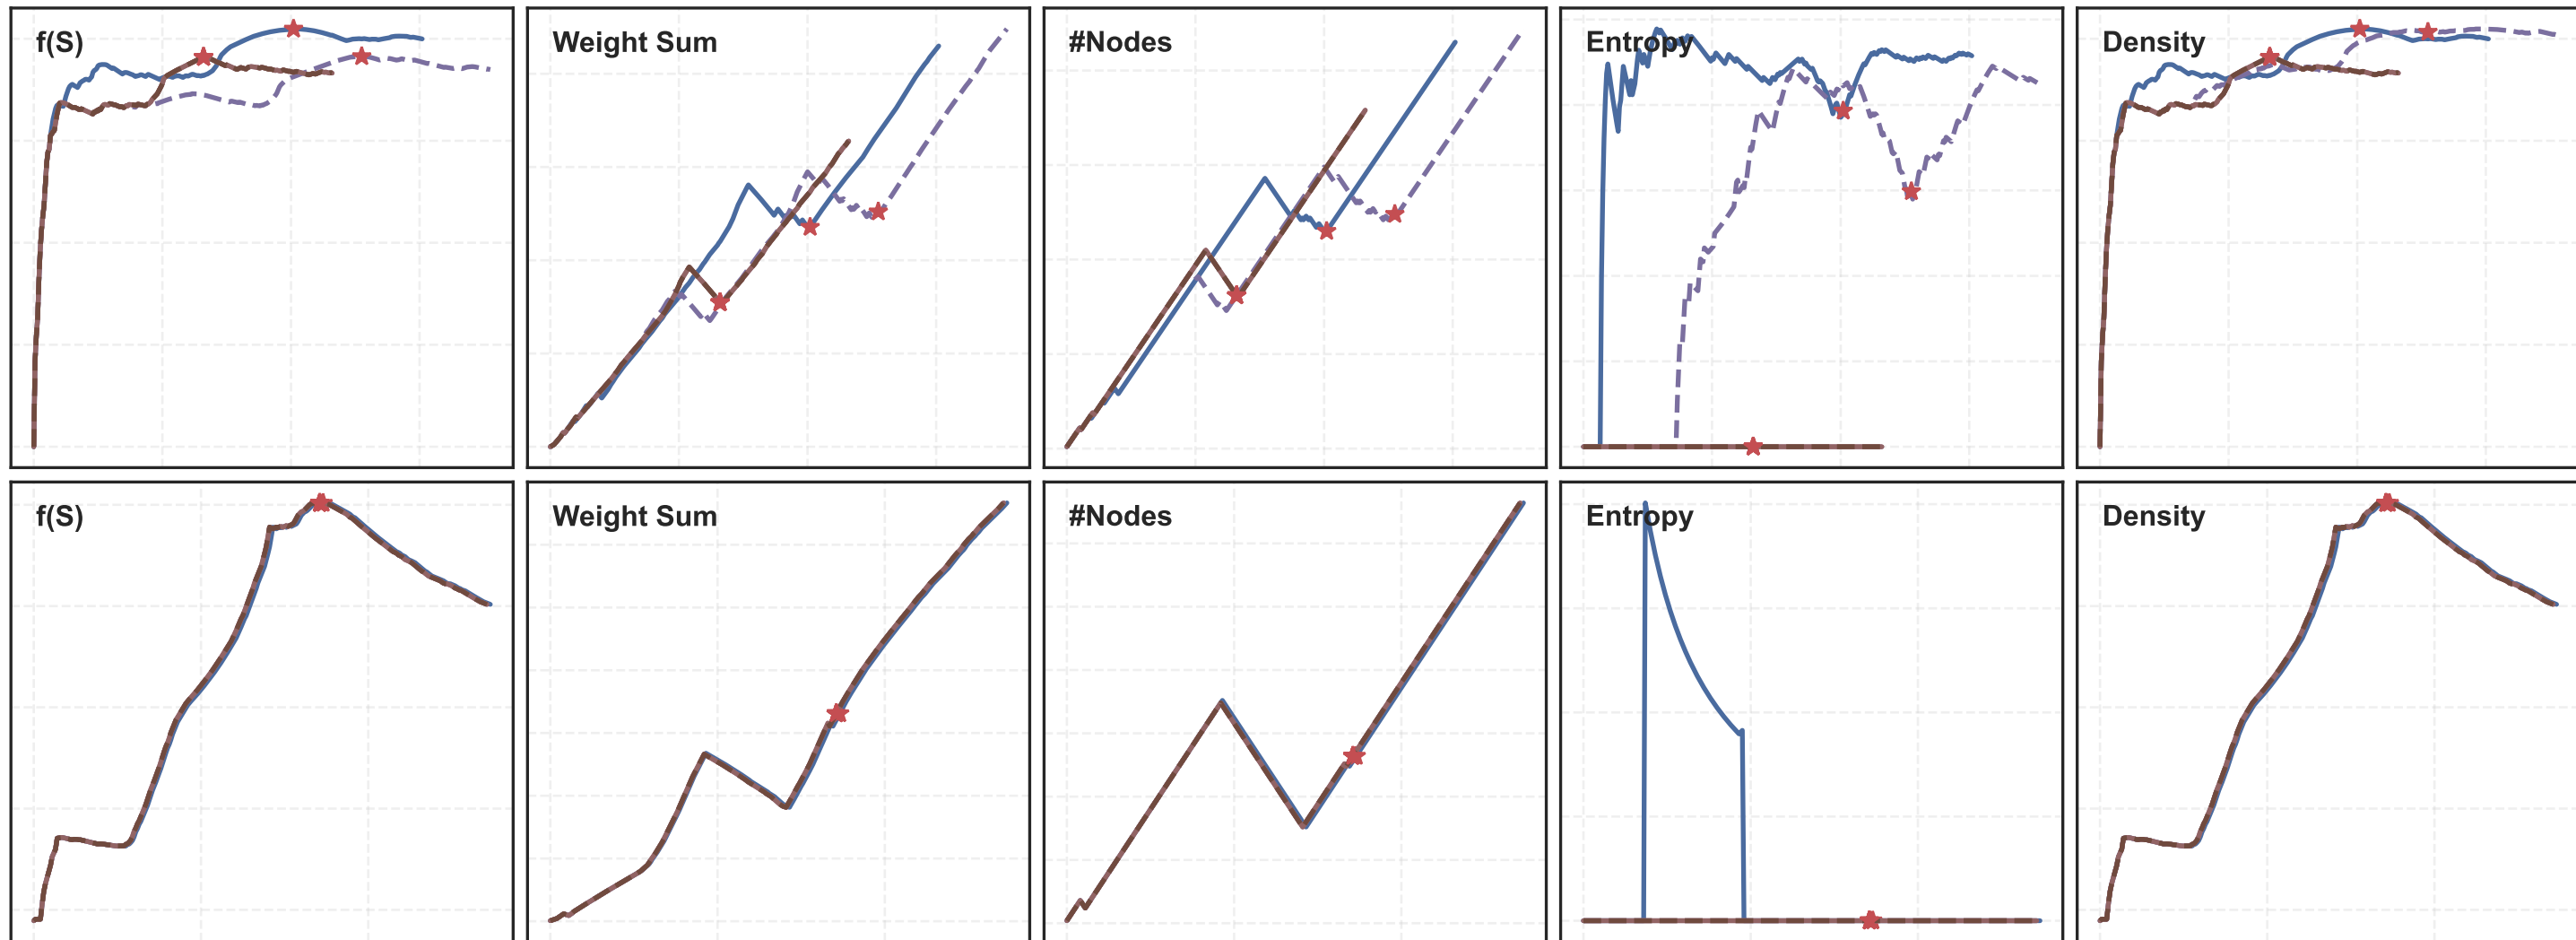 f(S)
Weight Sum
#Nodes
Entropy
Density
f(S)
Weight Sum
#Nodes
Entropy
Density